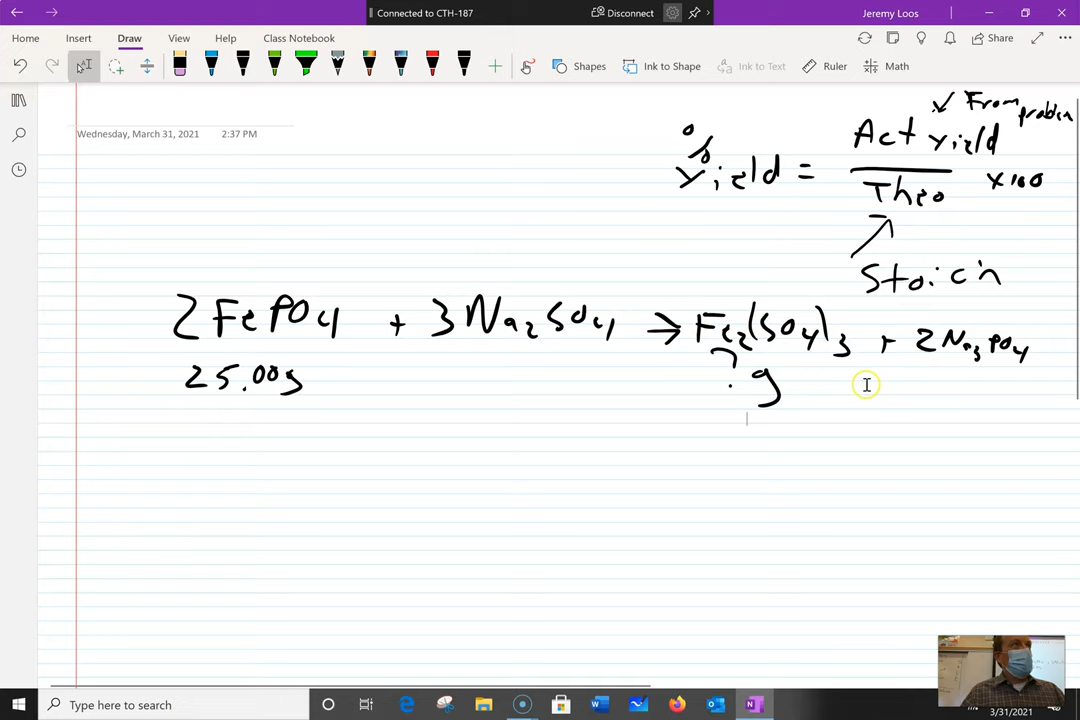 Connected to CTH-187
Disconnect
Jeremy Loos
Home Insert Draw View Help Class Notebook
Share
Shapes
Ink to Shape
Ink to Text
Ruler
Math
Wednesday, March 31, 2021 2:37 PM
✓ From problem
% Yield = Act Yield / Theo x100
Stoich
2 FePO4 + 3 Na2SO4 → Fe2(SO4)3 + 2 Na3PO4
25.00g ? g
Type here to search
3/31/2021